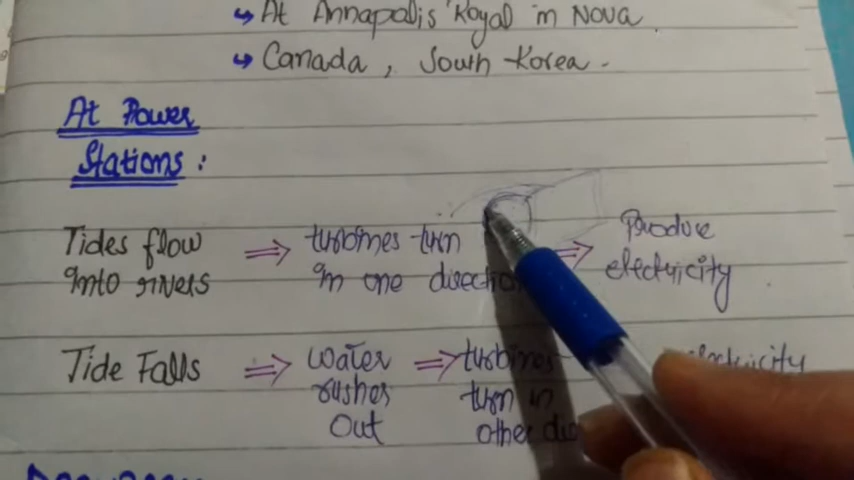 ↳ At Annapolis Royal in Nova
↳ Canada, South Korea.
At Power
Stations:
Tides flow ⇒ turbines turn ⇒ Produce
into rivers in one direction electricity
Tide Falls ⇒ water ⇒ turbines electricity
rushes turn in
Out other